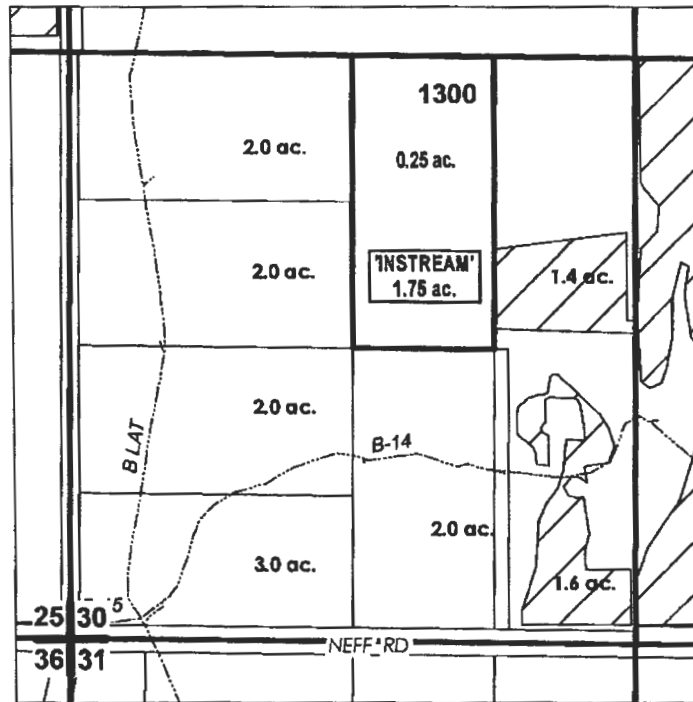 1300
2.0 ac.
0.25 ac.
'INSTREAM'
1.75 ac.
2.0 ac.
1.4 ac.
2.0 ac.
B LAT
B-14
2.0 ac.
3.0 ac.
1.6 ac.
5
25 30
NEFF RD
36 31